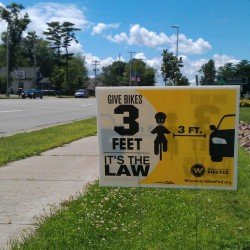 GIVE BIKES
3
FEET
IT'S THE
LAW
3 FT.
W